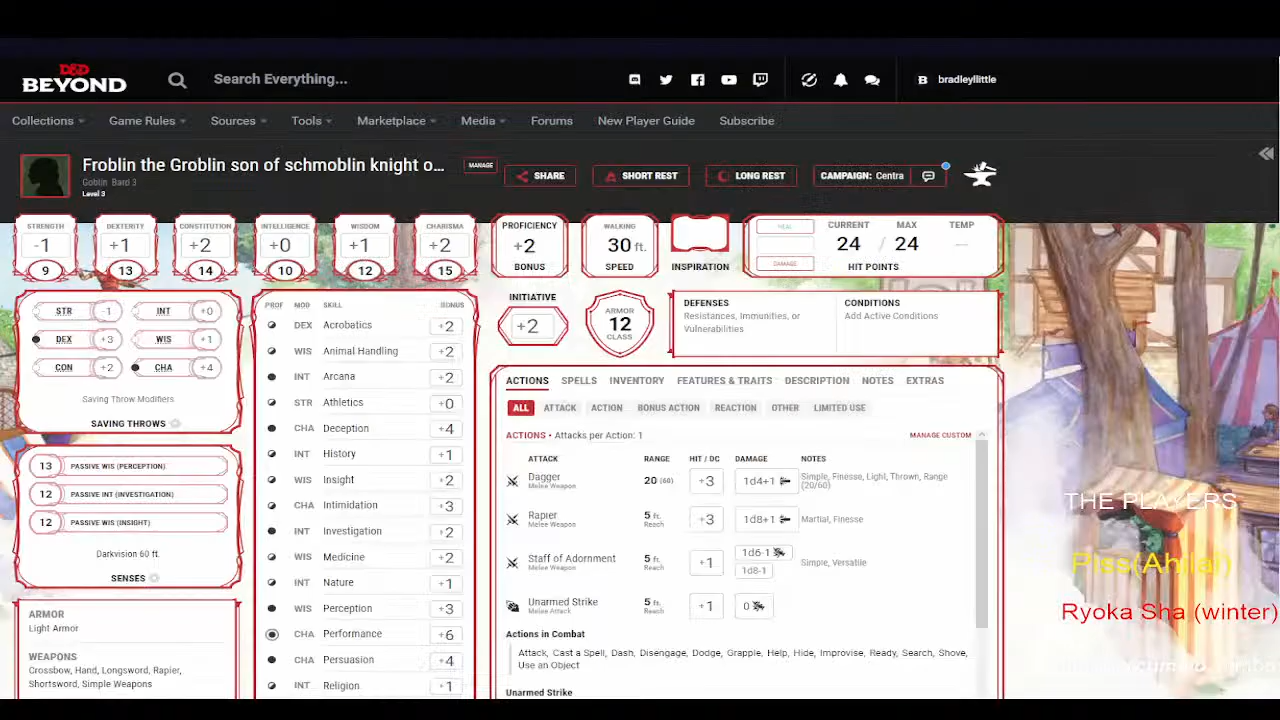 D&D
BEYOND
Search Everything...
B bradleyllittle
Collections Game Rules Sources Tools Marketplace Media Forums New Player Guide Subscribe
Froblin the Groblin son of schmoblin knight o...
MANAGE
Goblin Bard 3
Level 3
SHARE
SHORT REST
LONG REST
CAMPAIGN: Centra
STRENGTH
-1
9
DEXTERITY
+1
13
CONSTITUTION
+2
14
INTELLIGENCE
+0
10
WISDOM
+1
12
CHARISMA
+2
15
PROFICIENCY
+2
BONUS
WALKING
30 ft.
SPEED
INSPIRATION
HEAL
DAMAGE
CURRENT MAX TEMP
24 / 24 —
HIT POINTS
STR -1 INT +0
DEX +3 WIS +1
CON +2 CHA +4
Saving Throw Modifiers
SAVING THROWS
13 PASSIVE WIS (PERCEPTION)
12 PASSIVE INT (INVESTIGATION)
12 PASSIVE WIS (INSIGHT)
Darkvision 60 ft.
SENSES
ARMOR
Light Armor
WEAPONS
Crossbow, Hand, Longsword, Rapier,
Shortsword, Simple Weapons
PROF MOD SKILL BONUS
DEX Acrobatics +2
WIS Animal Handling +2
INT Arcana +2
STR Athletics +0
CHA Deception +4
INT History +1
WIS Insight +2
CHA Intimidation +3
INT Investigation +2
WIS Medicine +2
INT Nature +1
WIS Perception +3
CHA Performance +6
CHA Persuasion +4
INT Religion +1
INITIATIVE
+2
ARMOR
12
CLASS
DEFENSES
Resistances, Immunities, or
Vulnerabilities
CONDITIONS
Add Active Conditions
ACTIONS SPELLS INVENTORY FEATURES & TRAITS DESCRIPTION NOTES EXTRAS
ALL ATTACK ACTION BONUS ACTION REACTION OTHER LIMITED USE
ACTIONS • Attacks per Action: 1
MANAGE CUSTOM
ATTACK RANGE HIT / DC DAMAGE NOTES
Dagger 20 (60) +3 1d4+1 Simple, Finesse, Light, Thrown, Range
Melee Weapon (20/60)
Rapier 5 ft. +3 1d8+1 Martial, Finesse
Melee Weapon Reach
Staff of Adornment 5 ft. +1 1d6-1 Simple, Versatile
Melee Weapon Reach 1d8-1
Unarmed Strike 5 ft. +1 0
Melee Attack Reach
Actions in Combat
Attack, Cast a Spell, Dash, Disengage, Dodge, Grapple, Help, Hide, Improvise, Ready, Search, Shove,
Use an Object
Unarmed Strike
THE PLAYERS
Piss(Ahilai)
Ryoka Sha (winter)